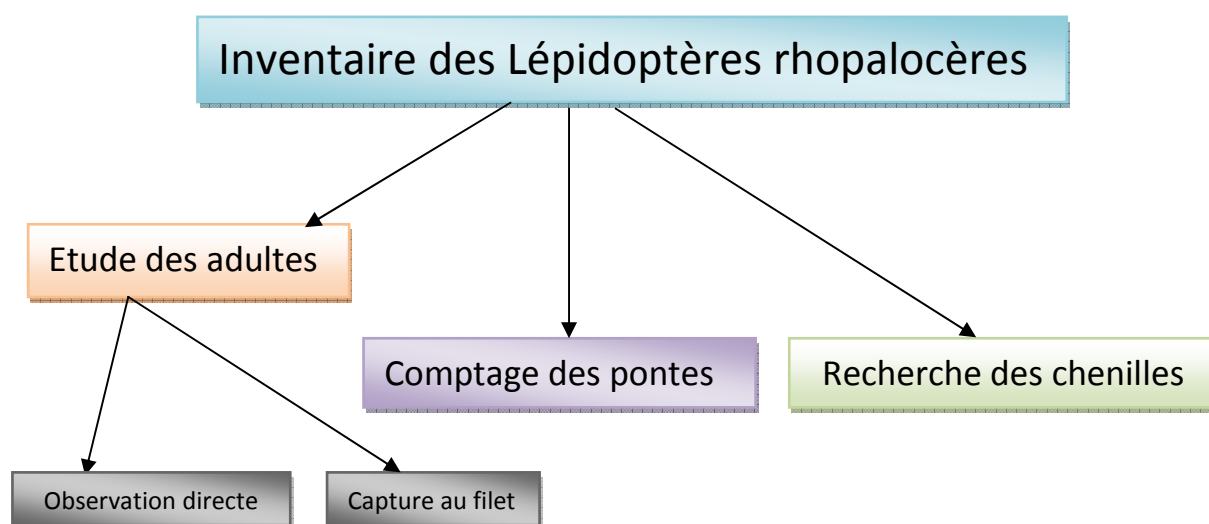 Inventaire des Lépidoptères rhopalocères
Etude des adultes
Comptage des pontes
Recherche des chenilles
Observation directe
Capture au filet